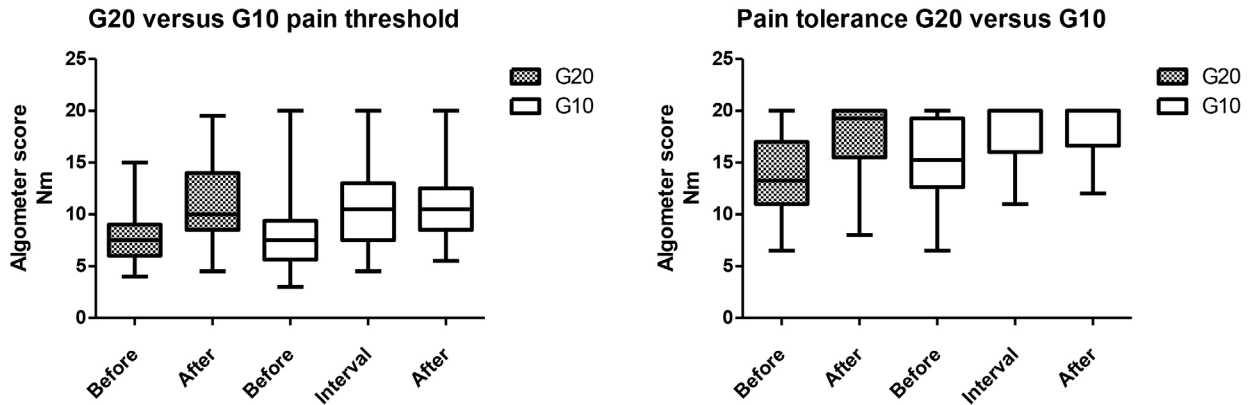 G20 versus G10 pain threshold
Algometer score
Nm
25
20
15
10
5
0
Before
After
Before
Interval
After
G20
G10
Pain tolerance G20 versus G10
Algometer score
Nm
25
20
15
10
5
0
Before
After
Before
Interval
After
G20
G10